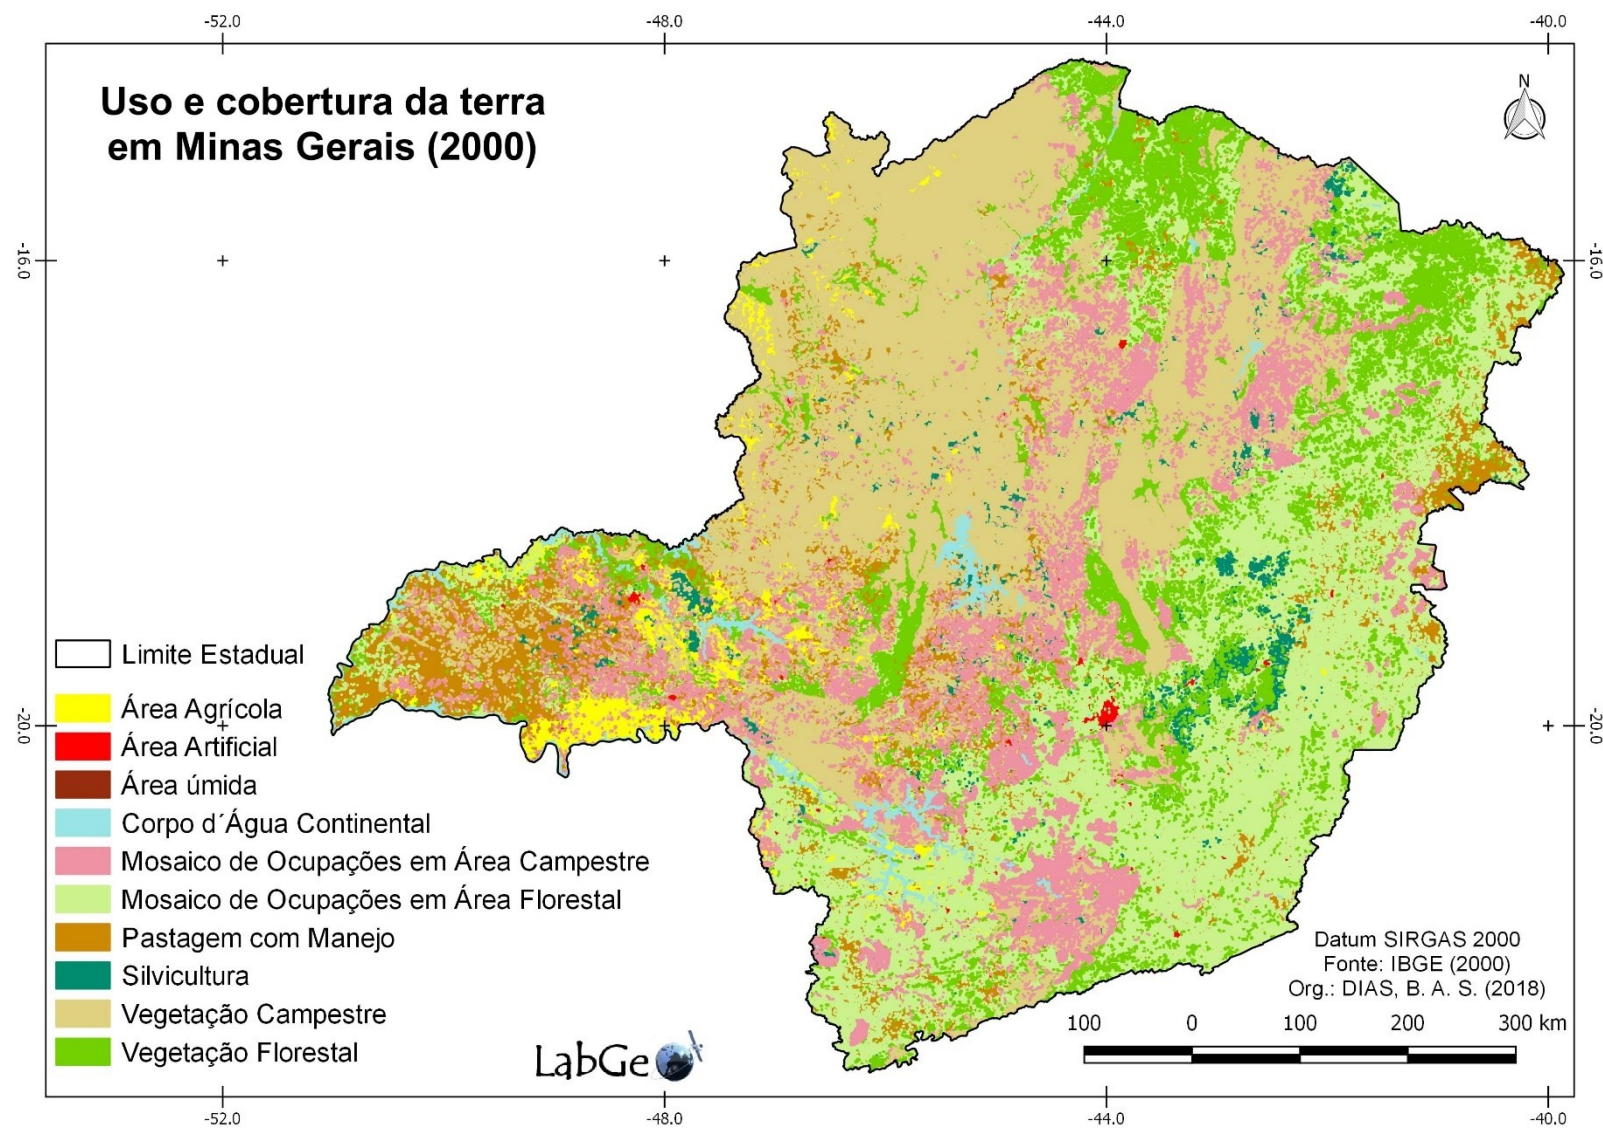 -52.0
-48.0
-44.0
-40.0
Uso e cobertura da terra
em Minas Gerais (2000)
N
-16.0
-16.0
-20.0
-20.0
Limite Estadual
Área Agrícola
Área Artificial
Área úmida
Corpo d´Água Continental
Mosaico de Ocupações em Área Campestre
Mosaico de Ocupações em Área Florestal
Pastagem com Manejo
Silvicultura
Vegetação Campestre
Vegetação Florestal
Datum SIRGAS 2000
Fonte: IBGE (2000)
Org.: DIAS, B. A. S. (2018)
100 0 100 200 300 km
LabGe
-52.0
-48.0
-44.0
-40.0